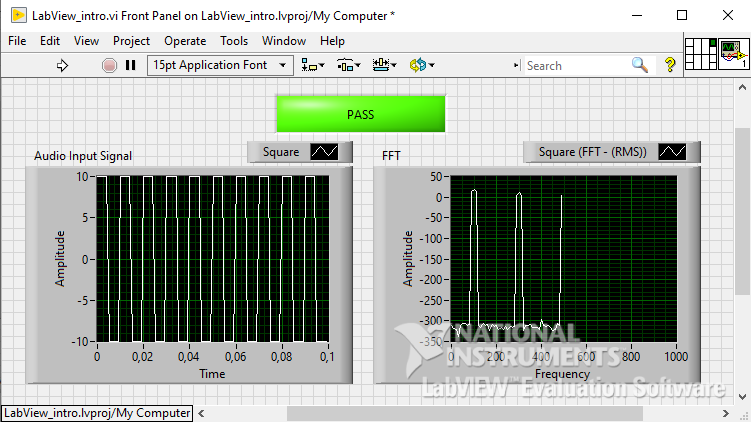 LabView_intro.vi Front Panel on LabView_intro.lvproj/My Computer *
File Edit View Project Operate Tools Window Help
15pt Application Font
Search
?
1
PASS
Audio Input Signal
Square
10
5
0
-5
-10
Amplitude
0 0,02 0,04 0,06 0,08 0,1
Time
FFT
Square (FFT - (RMS))
50
0
-50
-100
-150
-200
-250
-300
-350
Amplitude
0 200 400 600 800 1000
Frequency
NATIONAL
INSTRUMENTS
LabVIEW™ Evaluation Software
LabView_intro.lvproj/My Computer